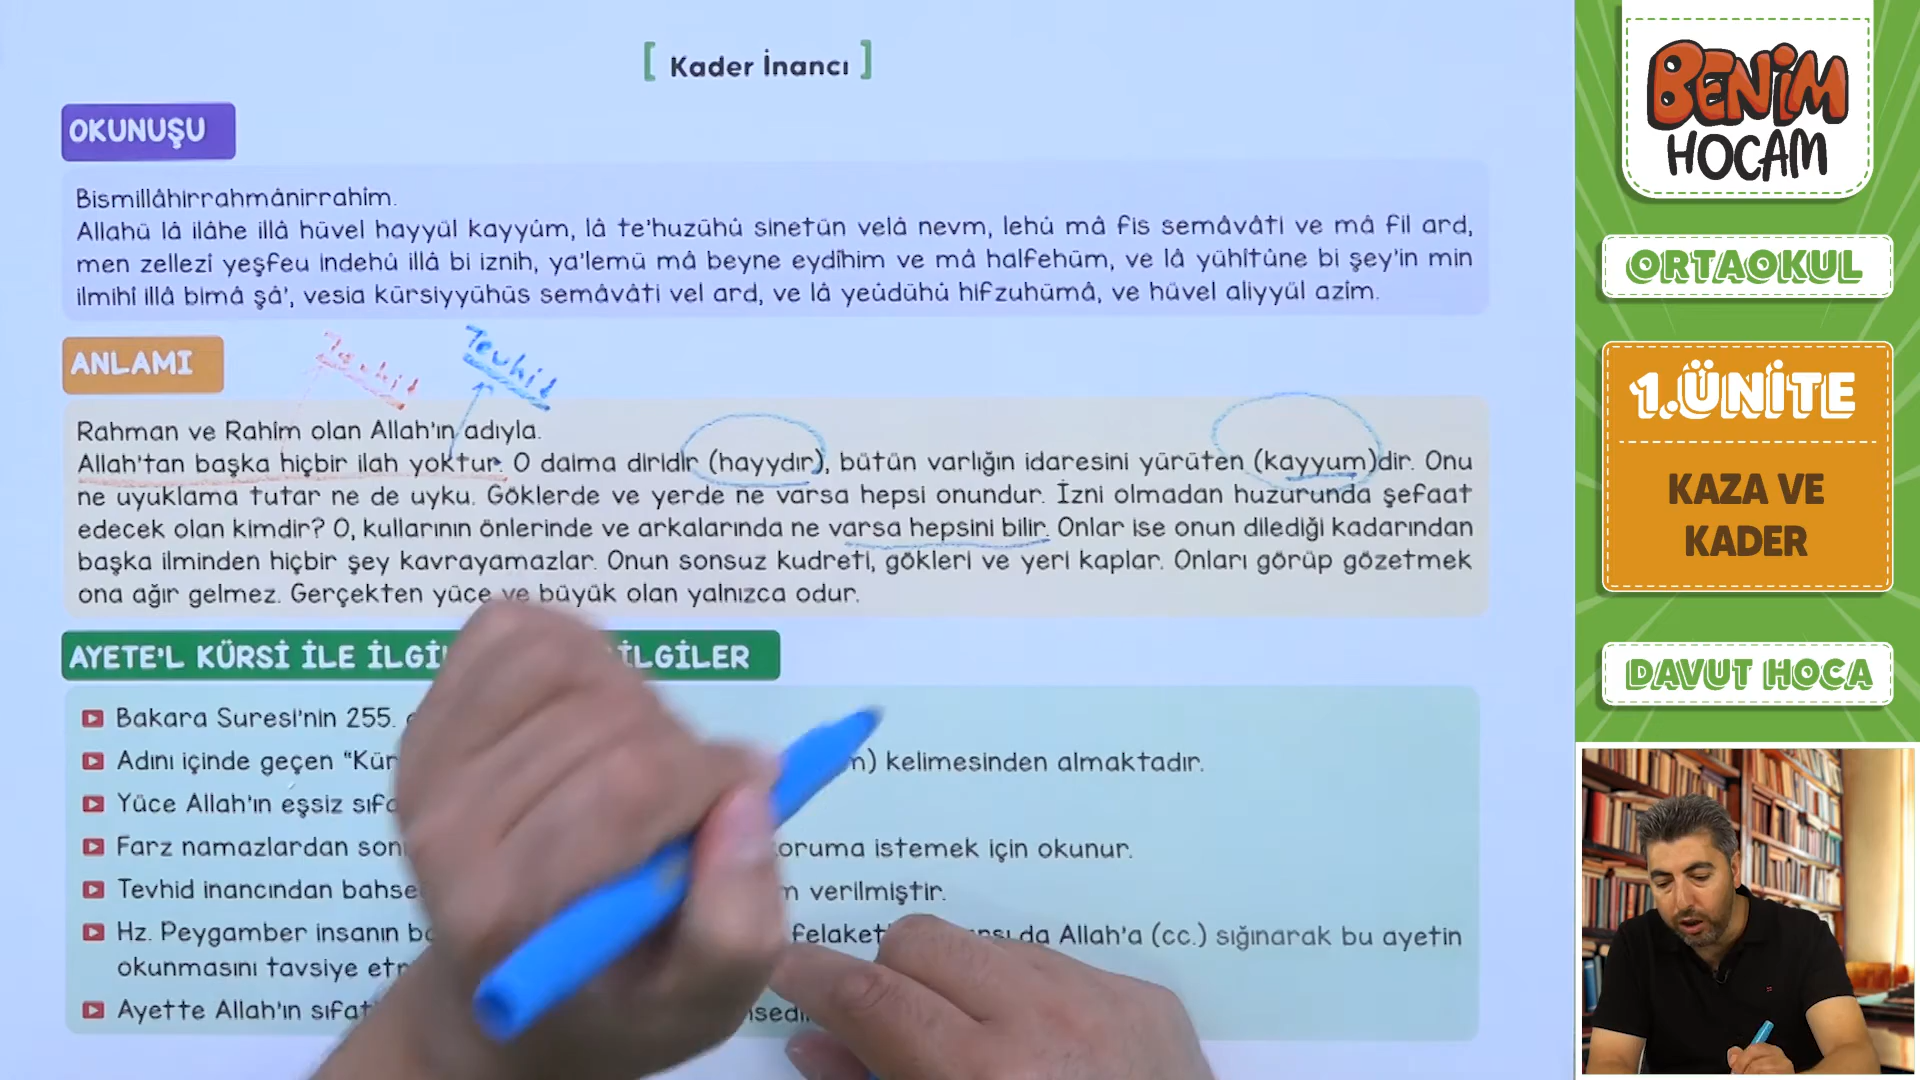 [ Kader İnancı ]
OKUNUŞU
Bismillâhirrahmânirrahîm.
Allahü lâ ilâhe illâ hüvel hayyül kayyûm, lâ te'huzühû sinetün velâ nevm, lehû mâ fis semâvâti ve mâ fil ard,
men zellezî yeşfeu indehû illâ bi iznih, ya'lemü mâ beyne eydîhim ve mâ halfehüm, ve lâ yühîtûne bi şey'in min
ilmihî illâ bimâ şâ', vesia kürsiyyühüs semâvâti vel ard, ve lâ yeûdühû hifzuhümâ, ve hüvel aliyyül azîm.
Tevhid
Tevhid
ANLAMI
Rahman ve Rahîm olan Allah'ın adıyla.
Allah'tan başka hiçbir ilah yoktur. O daima diridir (hayydır), bütün varlığın idaresini yürüten (kayyum)dir. Onu
ne uyuklama tutar ne de uyku. Göklerde ve yerde ne varsa hepsi onundur. İzni olmadan huzurunda şefaat
edecek olan kimdir? O, kullarının önlerinde ve arkalarında ne varsa hepsini bilir. Onlar ise onun dilediği kadarından
başka ilminden hiçbir şey kavrayamazlar. Onun sonsuz kudreti, gökleri ve yeri kaplar. Onları görüp gözetmek
ona ağır gelmez. Gerçekten yüce ve büyük olan yalnızca odur.
AYETE'L KÜRSİ İLE İLGİ İLGİLER
Bakara Suresi'nin 255.
Adını içinde geçen "Kür m) kelimesinden almaktadır.
Yüce Allah'ın eşsiz sıfa
Farz namazlardan son koruma istemek için okunur.
Tevhid inancından bahse m verilmiştir.
Hz. Peygamber insanın ba felaket da Allah'a (cc.) sığınarak bu ayetin
okunmasını tavsiye etm
Ayette Allah'ın sıfat
BENİM
HOCAM
ORTAOKUL
1.ÜNİTE
KAZA VE
KADER
DAVUT HOCA